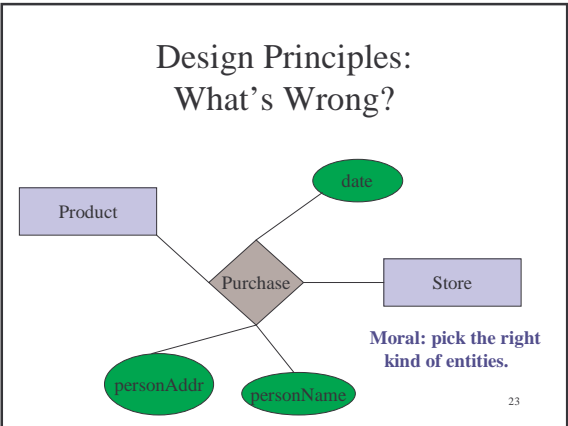 Design Principles:
What's Wrong?
date
Product
Purchase
Store
Moral: pick the right
kind of entities.
personAddr
personName
23